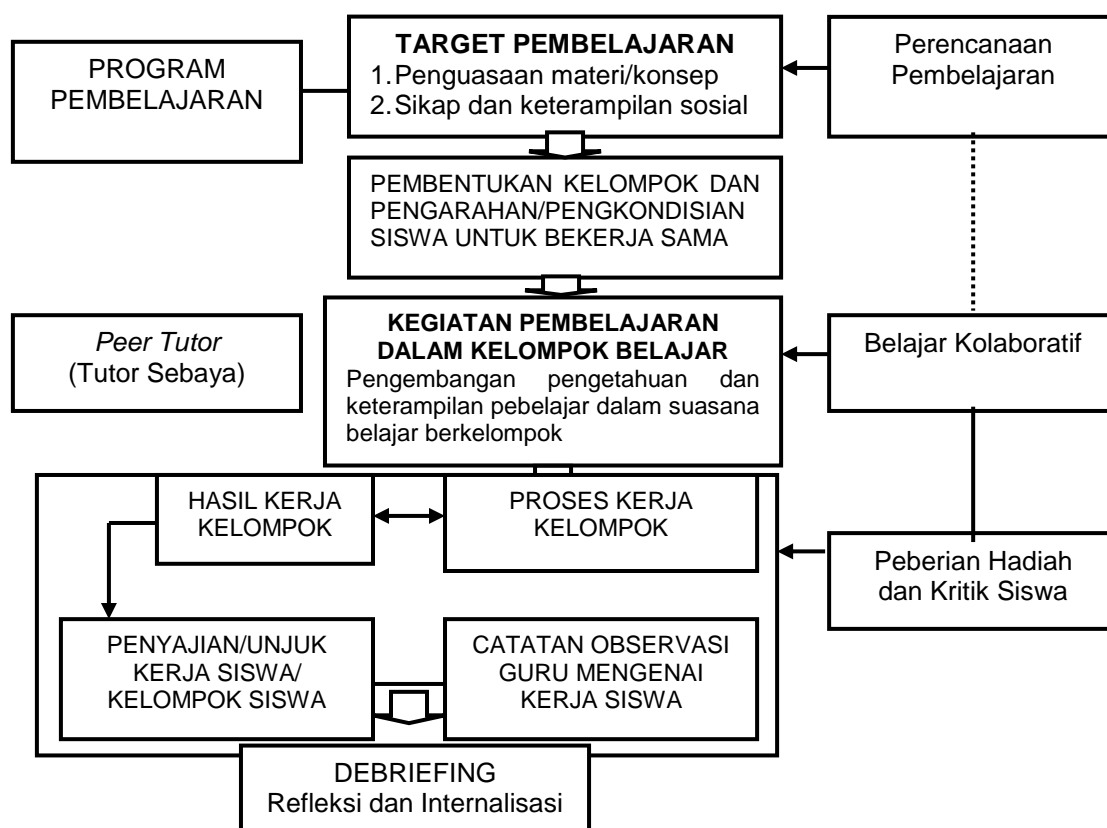 PROGRAM
PEMBELAJARAN
TARGET PEMBELAJARAN
1. Penguasaan materi/konsep
2. Sikap dan keterampilan sosial
Perencanaan
Pembelajaran
PEMBENTUKAN KELOMPOK DAN
PENGARAHAN/PENGKONDISIAN
SISWA UNTUK BEKERJA SAMA
Peer Tutor
(Tutor Sebaya)
KEGIATAN PEMBELAJARAN
DALAM KELOMPOK BELAJAR
Pengembangan pengetahuan dan
keterampilan pebelajar dalam suasana
belajar berkelompok
Belajar Kolaboratif
HASIL KERJA
KELOMPOK
PROSES KERJA
KELOMPOK
Peberian Hadiah
dan Kritik Siswa
PENYAJIAN/UNJUK
KERJA SISWA/
KELOMPOK SISWA
CATATAN OBSERVASI
GURU MENGENAI
KERJA SISWA
DEBRIEFING
Refleksi dan Internalisasi